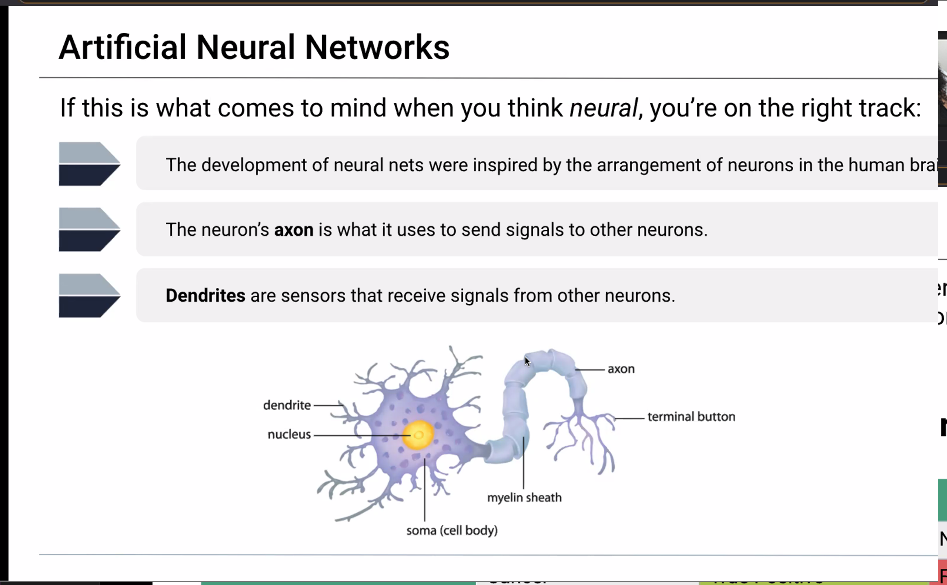 Artificial Neural Networks
If this is what comes to mind when you think neural, you're on the right track:
The development of neural nets were inspired by the arrangement of neurons in the human brai
The neuron's axon is what it uses to send signals to other neurons.
Dendrites are sensors that receive signals from other neurons.
axon
dendrite
terminal button
nucleus
myelin sheath
soma (cell body)